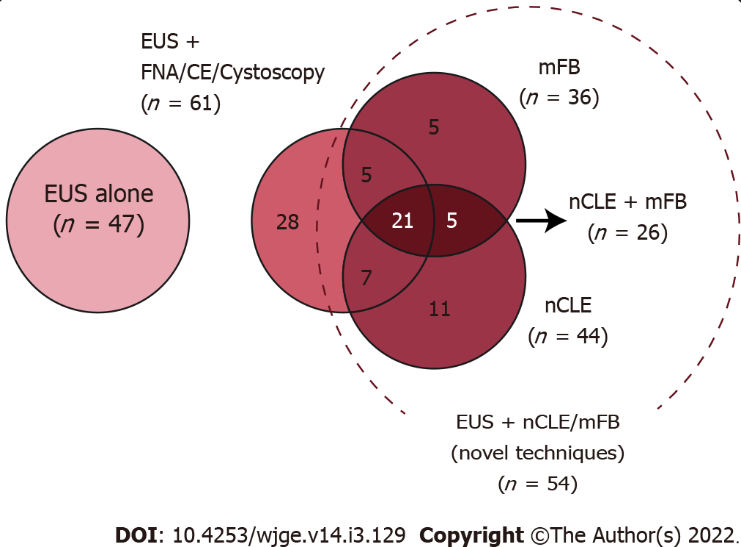 EUS +
FNA/CE/Cystoscopy
(n = 61)
mFB
(n = 36)
EUS alone
(n = 47)
5
5
28
21
5
7
11
nCLE + mFB
(n = 26)
nCLE
(n = 44)
EUS + nCLE/mFB
(novel techniques)
(n = 54)
DOI: 10.4253/wjge.v14.i3.129 Copyright ©The Author(s) 2022.